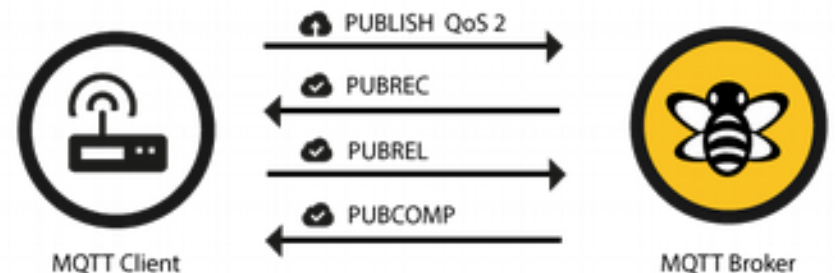 PUBLISH QoS 2
PUBREC
PUBREL
PUBCOMP
MQTT Client
MQTT Broker